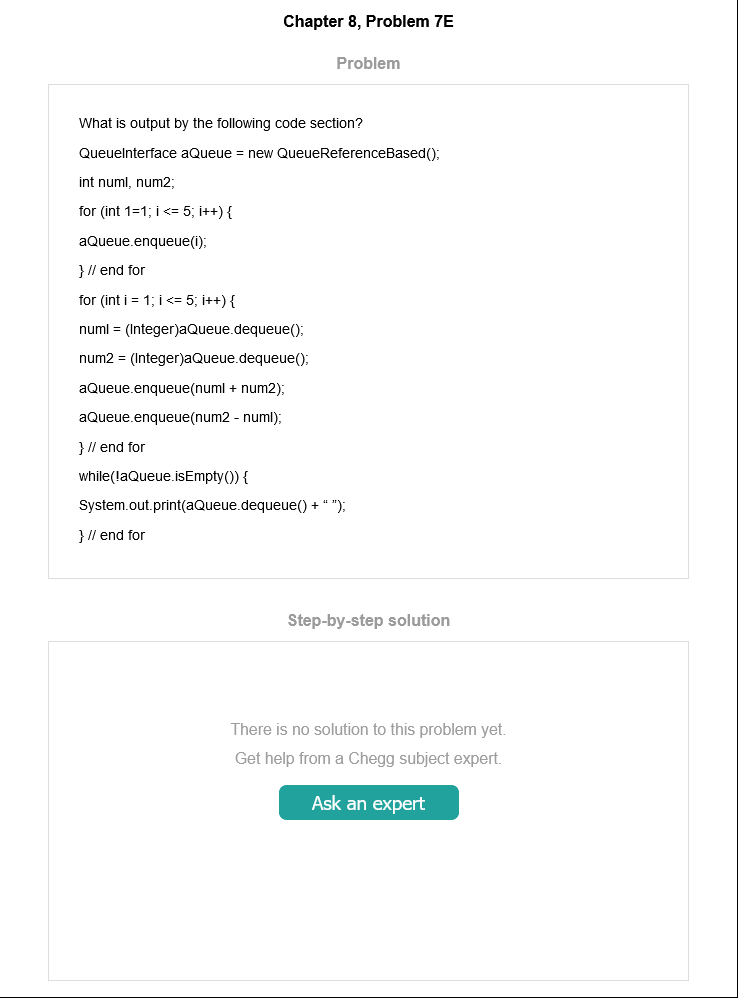 Chapter 8, Problem 7E
Problem
What is output by the following code section?
QueueInterface aQueue = new QueueReferenceBased();
int numl, num2;
for (int 1=1; i <= 5; i++) {
aQueue.enqueue(i);
} // end for
for (int i = 1; i <= 5; i++) {
numl = (Integer)aQueue.dequeue();
num2 = (Integer)aQueue.dequeue();
aQueue.enqueue(numl + num2);
aQueue.enqueue(num2 - numl);
} // end for
while(!aQueue.isEmpty()) {
System.out.print(aQueue.dequeue() + “ ”);
} // end for
Step-by-step solution
There is no solution to this problem yet.
Get help from a Chegg subject expert.
Ask an expert